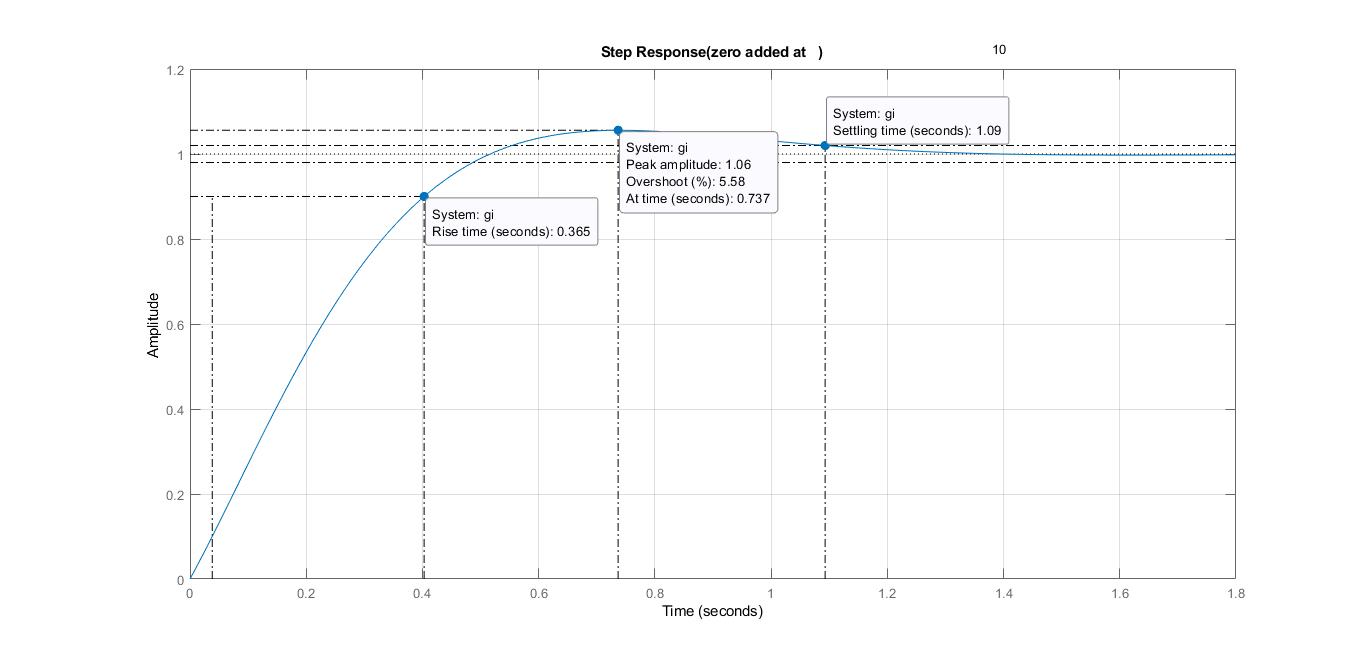 Step Response(zero added at   )
10
1.2
1
0.8
0.6
0.4
0.2
0
Amplitude
System: gi
Settling time (seconds): 1.09
System: gi
Peak amplitude: 1.06
Overshoot (%): 5.58
At time (seconds): 0.737
System: gi
Rise time (seconds): 0.365
0
0.2
0.4
0.6
0.8
1
1.2
1.4
1.6
1.8
Time (seconds)